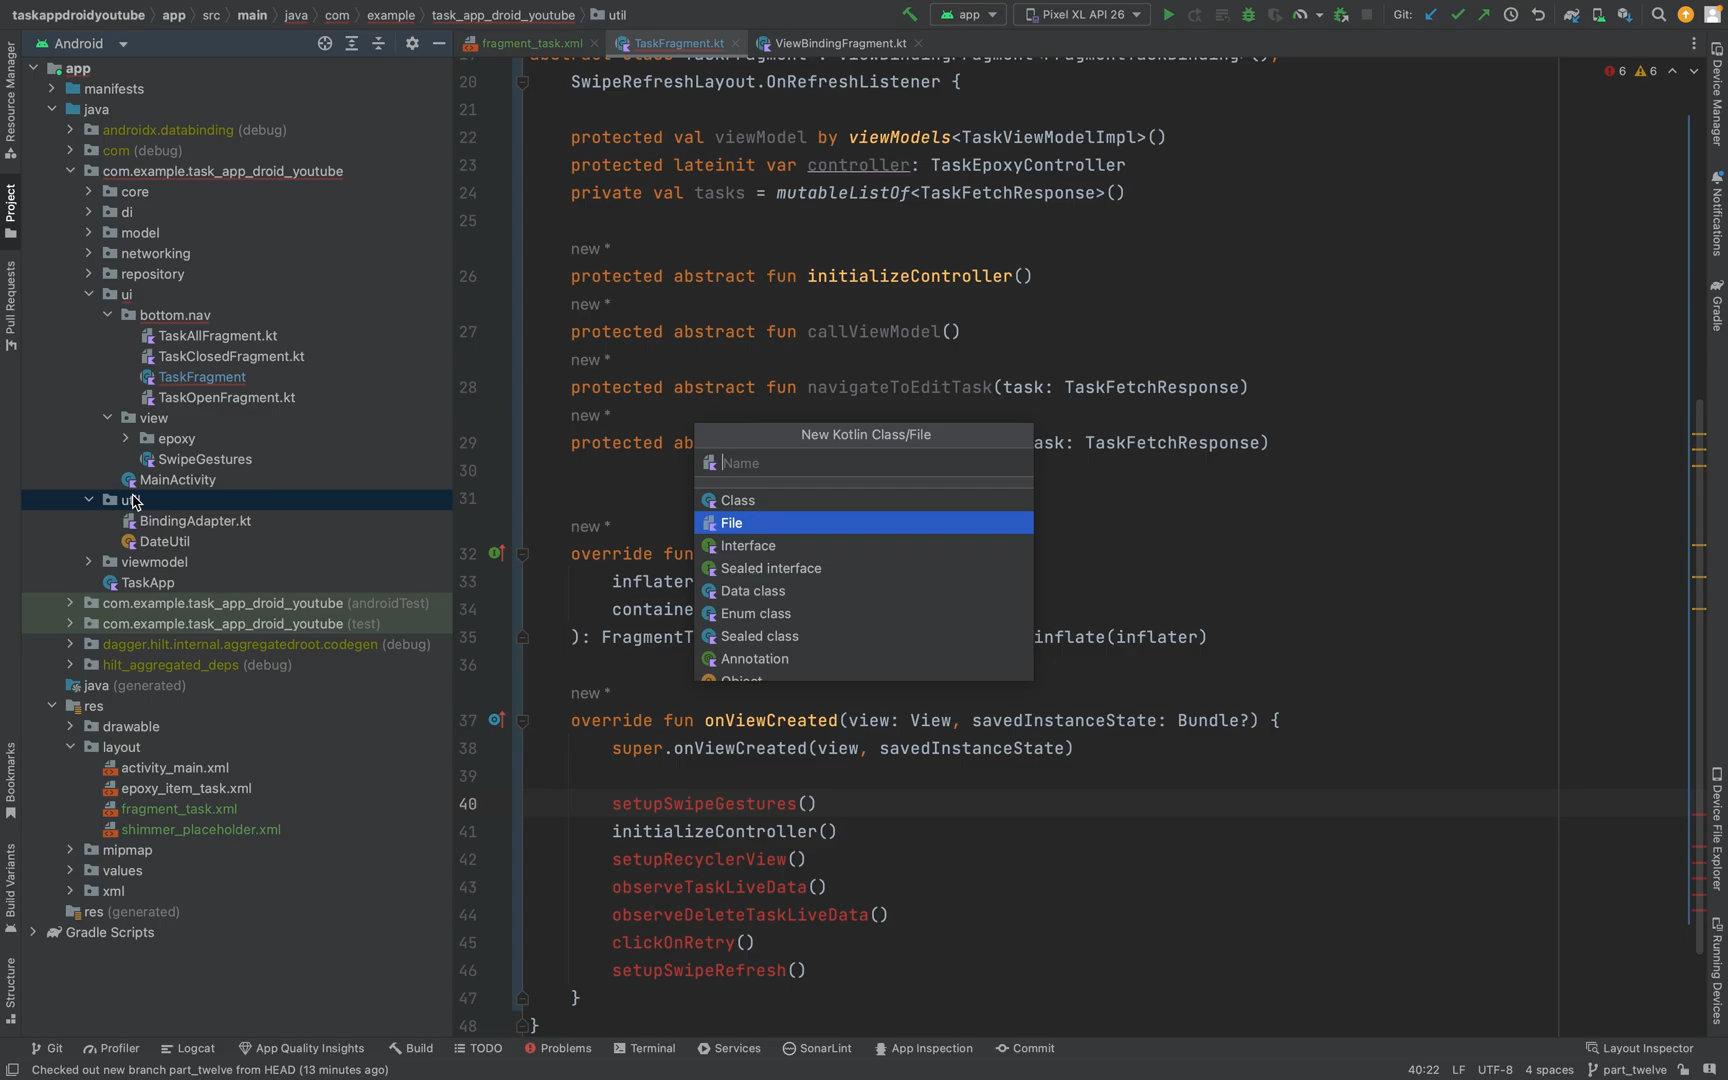 taskappdroidyoutube app src main java com example task_app_droid_youtube util
app Pixel XL API 26 Git:
Android
fragment_task.xml TaskFragment.kt ViewBindingFragment.kt
Resource Manager
Project
Pull Requests
Bookmarks
Build Variants
Structure
app
manifests
java
androidx.databinding (debug)
com (debug)
com.example.task_app_droid_youtube
core
di
model
networking
repository
ui
bottom.nav
TaskAllFragment.kt
TaskClosedFragment.kt
TaskFragment
TaskOpenFragment.kt
view
epoxy
SwipeGestures
MainActivity
BindingAdapter.kt
DateUtil
viewmodel
TaskApp
com.example.task_app_droid_youtube (androidTest)
com.example.task_app_droid_youtube (test)
dagger.hilt.internal.aggregatedroot.codegen (debug)
hilt_aggregated_deps (debug)
java (generated)
res
drawable
layout
activity_main.xml
epoxy_item_task.xml
fragment_task.xml
shimmer_placeholder.xml
mipmap
values
xml
res (generated)
Gradle Scripts
6 6
20 SwipeRefreshLayout.OnRefreshListener {
21
22 protected val viewModel by viewModels<TaskViewModelImpl>()
23 protected lateinit var controller: TaskEpoxyController
24 private val tasks = mutableListOf<TaskFetchResponse>()
25
new *
26 protected abstract fun initializeController()
new *
27 protected abstract fun callViewModel()
new *
28 protected abstract fun navigateToEditTask(task: TaskFetchResponse)
new *
29 protected ab ask: TaskFetchResponse)
30
31
new *
32 override fun
33 inflater
34 containe
35 ): FragmentT inflate(inflater)
36
new *
37 override fun onViewCreated(view: View, savedInstanceState: Bundle?) {
38 super.onViewCreated(view, savedInstanceState)
39
40 setupSwipeGestures()
41 initializeController()
42 setupRecyclerView()
43 observeTaskLiveData()
44 observeDeleteTaskLiveData()
45 clickOnRetry()
46 setupSwipeRefresh()
47 }
48 }
New Kotlin Class/File
Name
Class
File
Interface
Sealed interface
Data class
Enum class
Sealed class
Annotation
Object
Device Manager
Notifications
Gradle
Device File Explorer
Running Devices
Git Profiler Logcat App Quality Insights Build TODO Problems Terminal Services SonarLint App Inspection Commit Layout Inspector
Checked out new branch part_twelve from HEAD (13 minutes ago) 40:22 LF UTF-8 4 spaces part_twelve